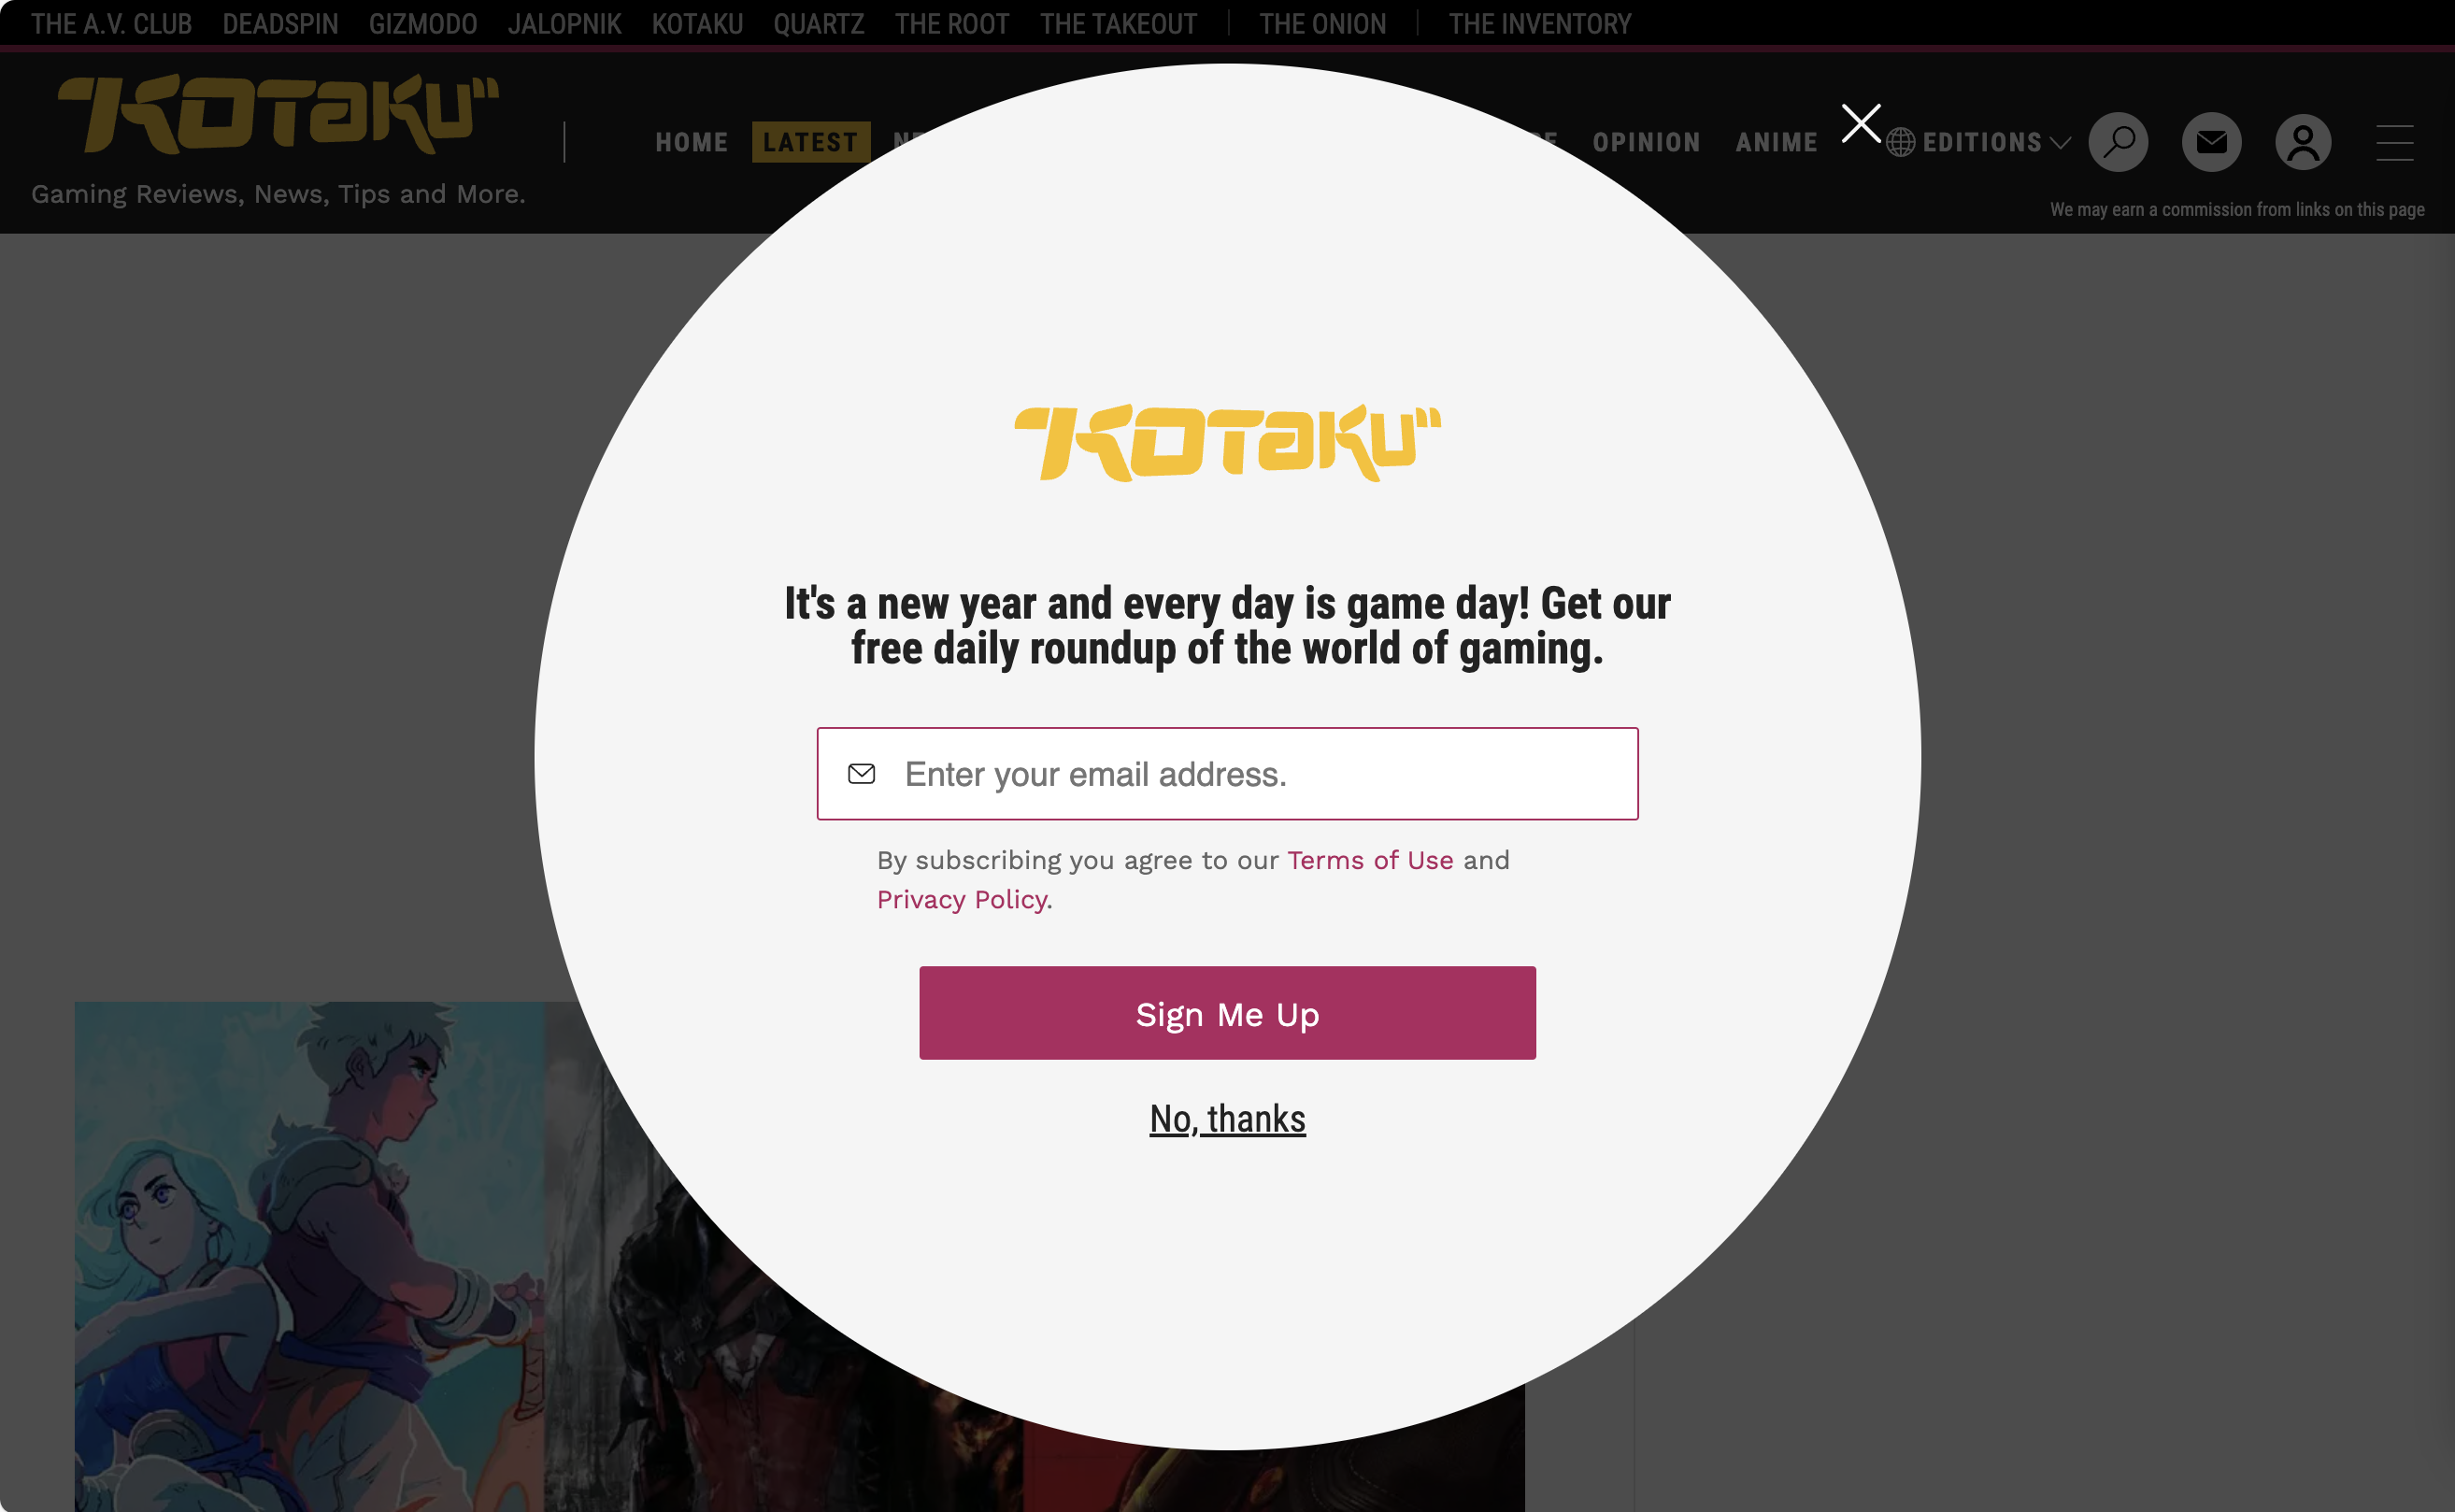 THE A.V. CLUB DEADSPIN GIZMODO JALOPNIK KOTAKU QUARTZ THE ROOT THE TAKEOUT THE ONION THE INVENTORY
KOTAKU
HOME LATEST OPINION ANIME EDITIONS
Gaming Reviews, News, Tips and More.
We may earn a commission from links on this page
KOTAKU
It's a new year and every day is game day! Get our
free daily roundup of the world of gaming.
Enter your email address.
By subscribing you agree to our Terms of Use and
Privacy Policy.
Sign Me Up
No, thanks